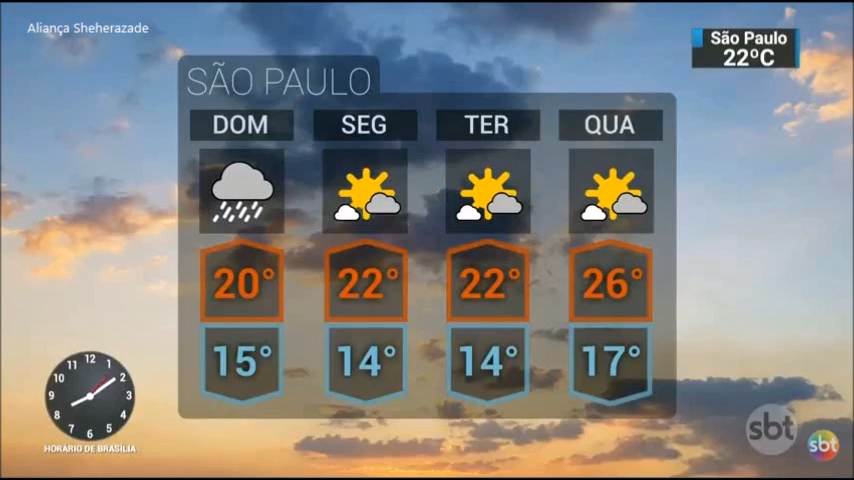 Aliança Sheherazade
São Paulo
22°C
SÃO PAULO
DOM SEG TER QUA
20° 22° 22° 26°
15° 14° 14° 17°
12
11 1
10 2
9 3
8 4
7 5
6
HORÁRIO DE BRASÍLIA
sbt
sbt